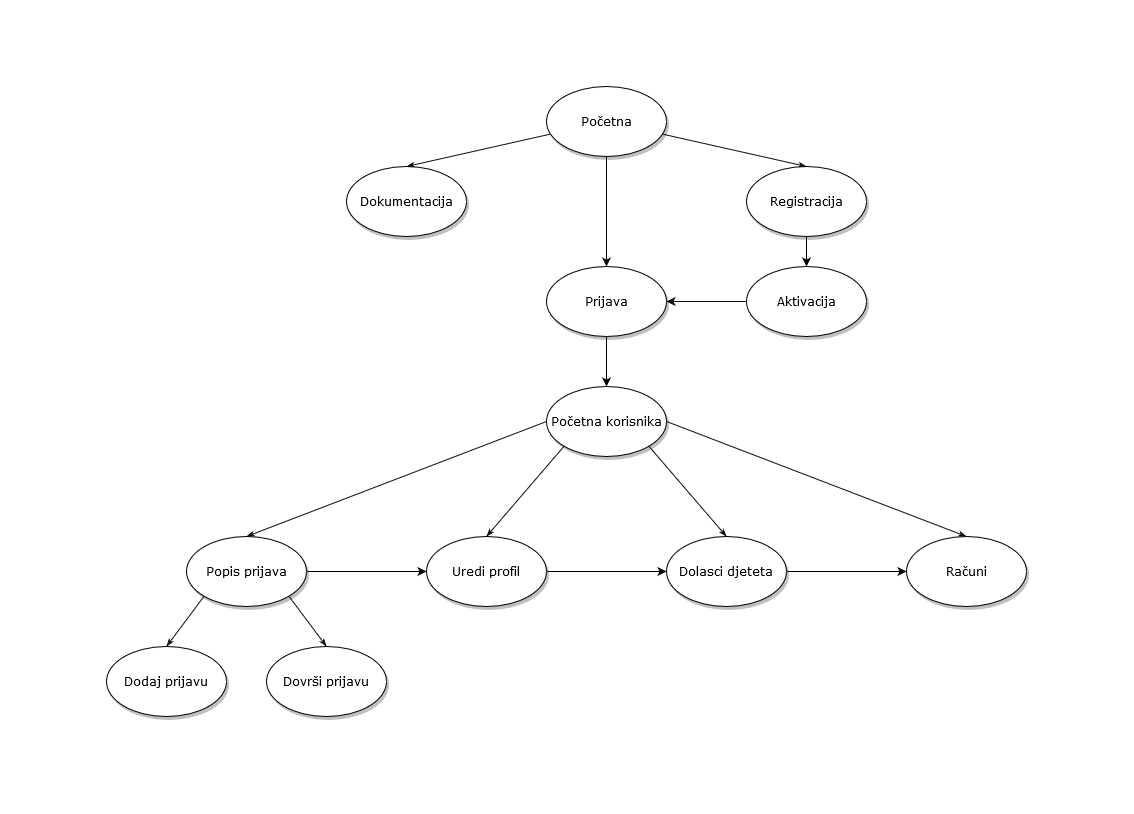 Početna
Dokumentacija
Registracija
Prijava
Aktivacija
Početna korisnika
Popis prijava
Uredi profil
Dolasci djeteta
Računi
Dodaj prijavu
Dovrši prijavu